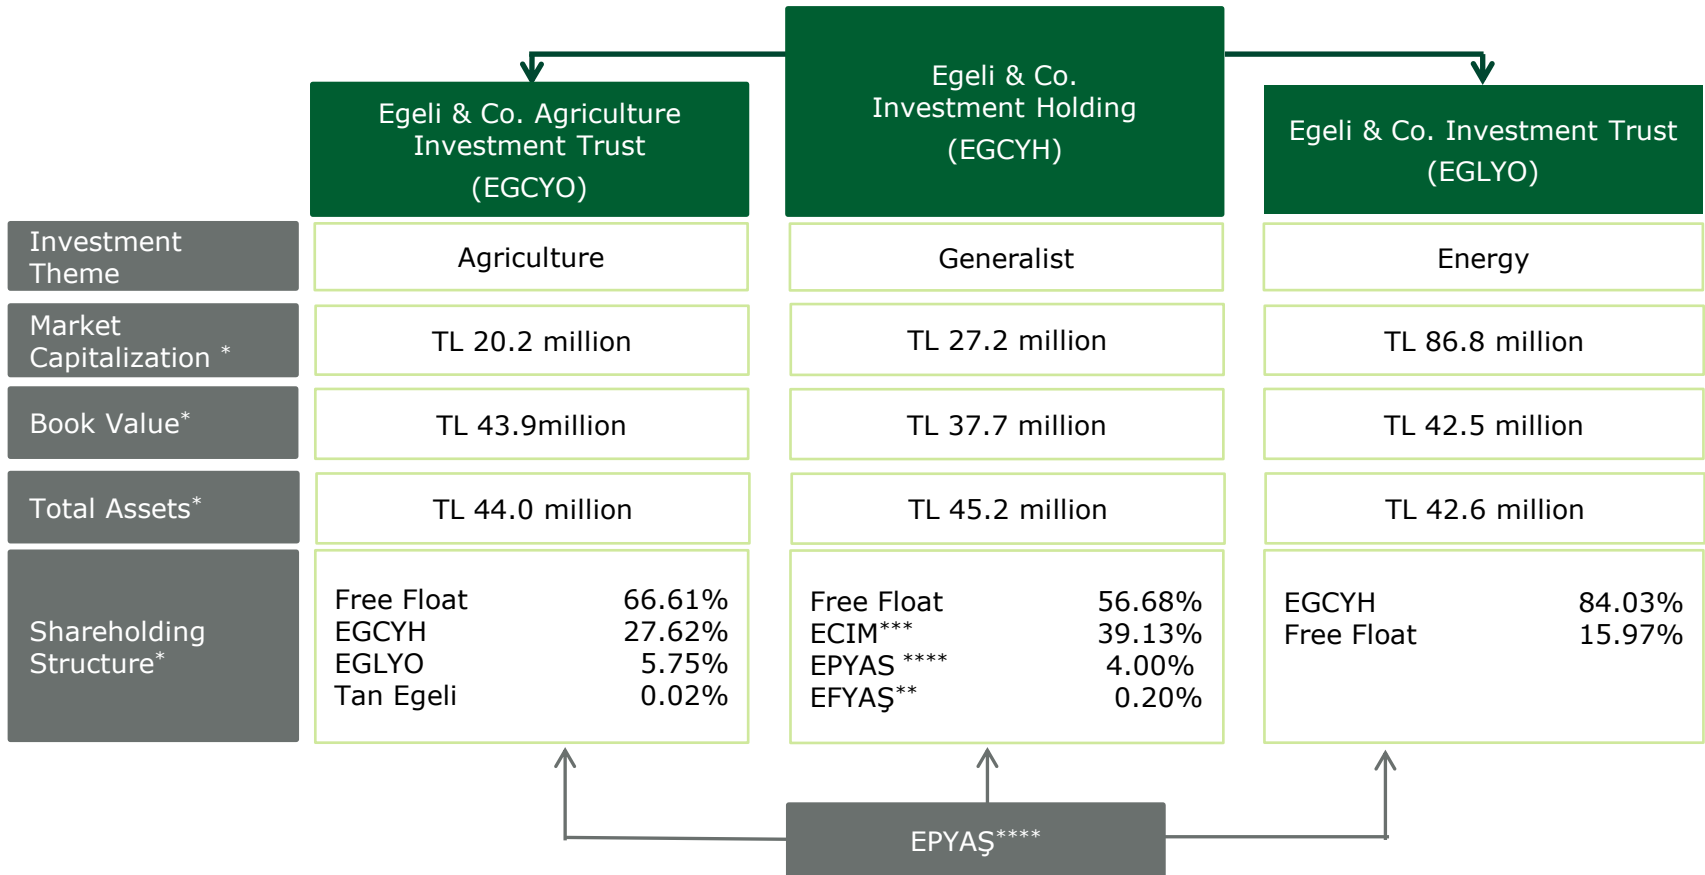 Egeli & Co. Agriculture
Investment Trust
(EGCYO)
Egeli & Co.
Investment Holding
(EGCYH)
Egeli & Co. Investment Trust
(EGLYO)
Investment
Theme
Agriculture
Generalist
Energy
Market
Capitalization *
TL 20.2 million
TL 27.2 million
TL 86.8 million
Book Value*
TL 43.9million
TL 37.7 million
TL 42.5 million
Total Assets*
TL 44.0 million
TL 45.2 million
TL 42.6 million
Shareholding
Structure*
Free Float 66.61%
EGCYH 27.62%
EGLYO 5.75%
Tan Egeli 0.02%
Free Float 56.68%
ECIM*** 39.13%
EPYAS **** 4.00%
EFYAŞ** 0.20%
EGCYH 84.03%
Free Float 15.97%
EPYAŞ****